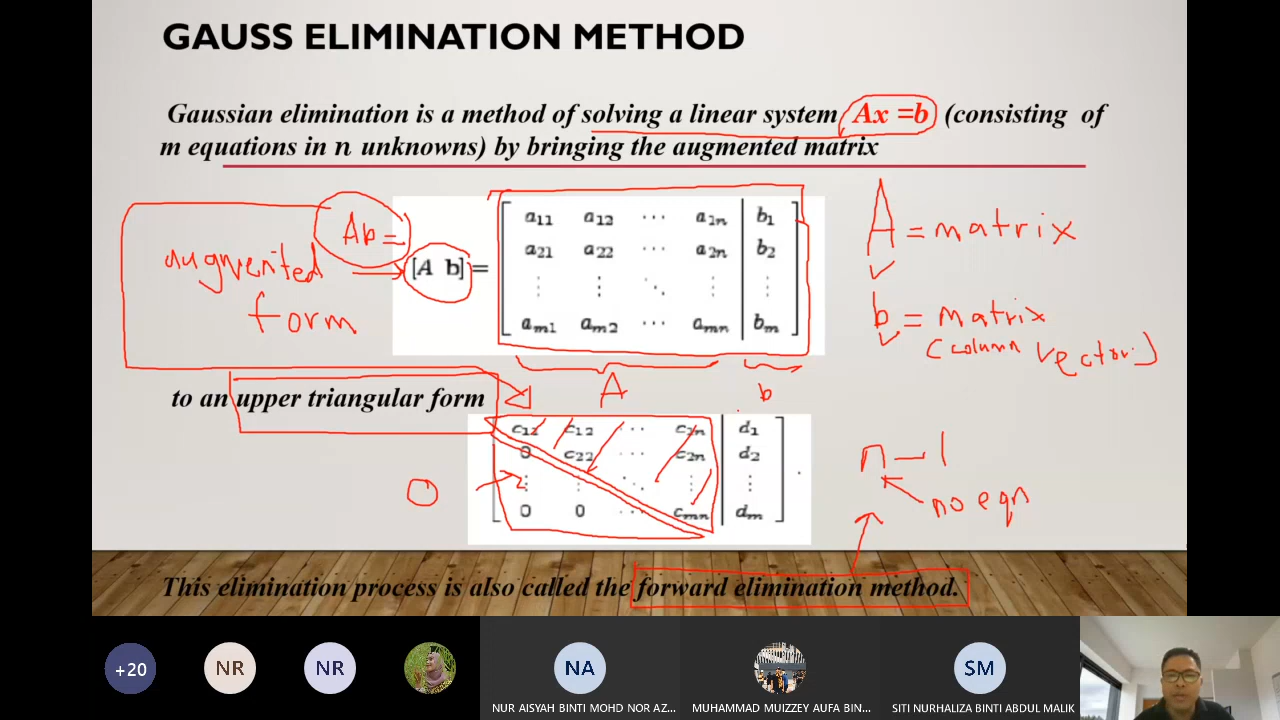 GAUSS ELIMINATION METHOD
Gaussian elimination is a method of solving a linear system Ax =b (consisting of
m equations in n unknowns) by bringing the augmented matrix
Ab =
augmented
form
[A b] =
a11 a12 ⋯ a1n b1
a21 a22 ⋯ a2n b2
⋮ ⋮ ⋱ ⋮ ⋮
am1 am2 ⋯ amn bm
A b
A = matrix
b = matrix
(column vector)
to an upper triangular form
c11 c12 ⋯ c1n d1
0 c22 ⋯ c2n d2
⋮ ⋮ ⋱ ⋮ ⋮
0 0 ⋯ cmn dm
.
0
n-1
no eqn
This elimination process is also called the forward elimination method.
+20
NR
NR
NA
NUR AISYAH BINTI MOHD NOR AZ...
MUHAMMAD MUIZZEY AUFA BIN...
SM
SITI NURHALIZA BINTI ABDUL MALIK